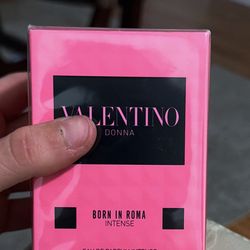 VALENTINO
DONNA
BORN IN ROMA
INTENSE